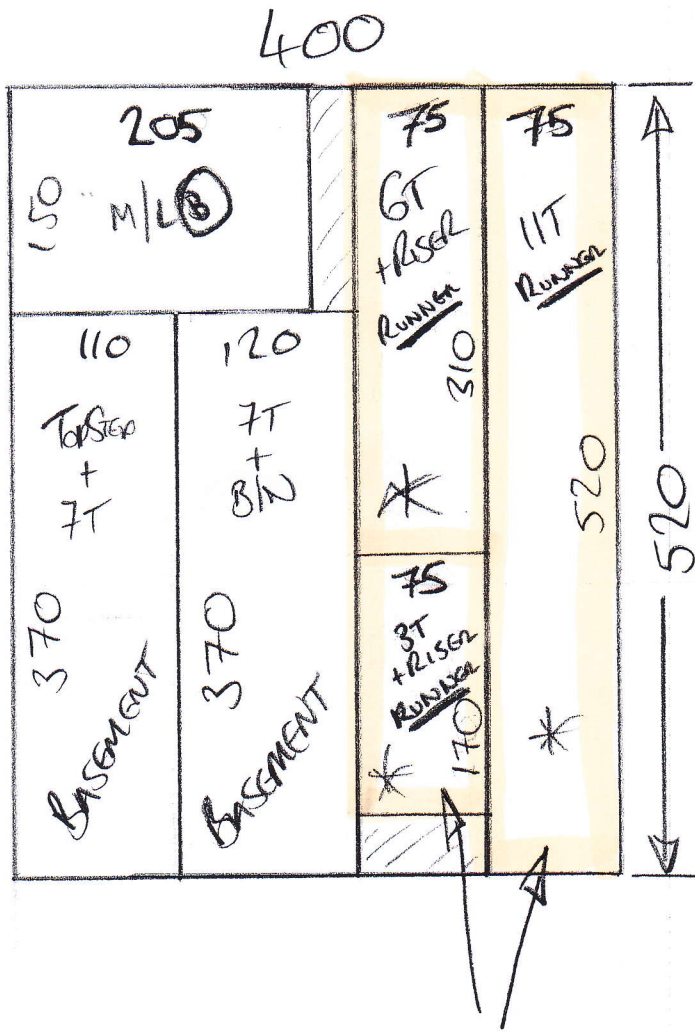 400
205
150 M/L B
75
6T
+RISER
RUNNER
310
75
11T
RUNNER
520
520
110
TOPSTEP
+
7T
370
BASEMENT
120
7T
+
BIN
370
BASEMENT
75
3T
+RISER
RUNNER
170